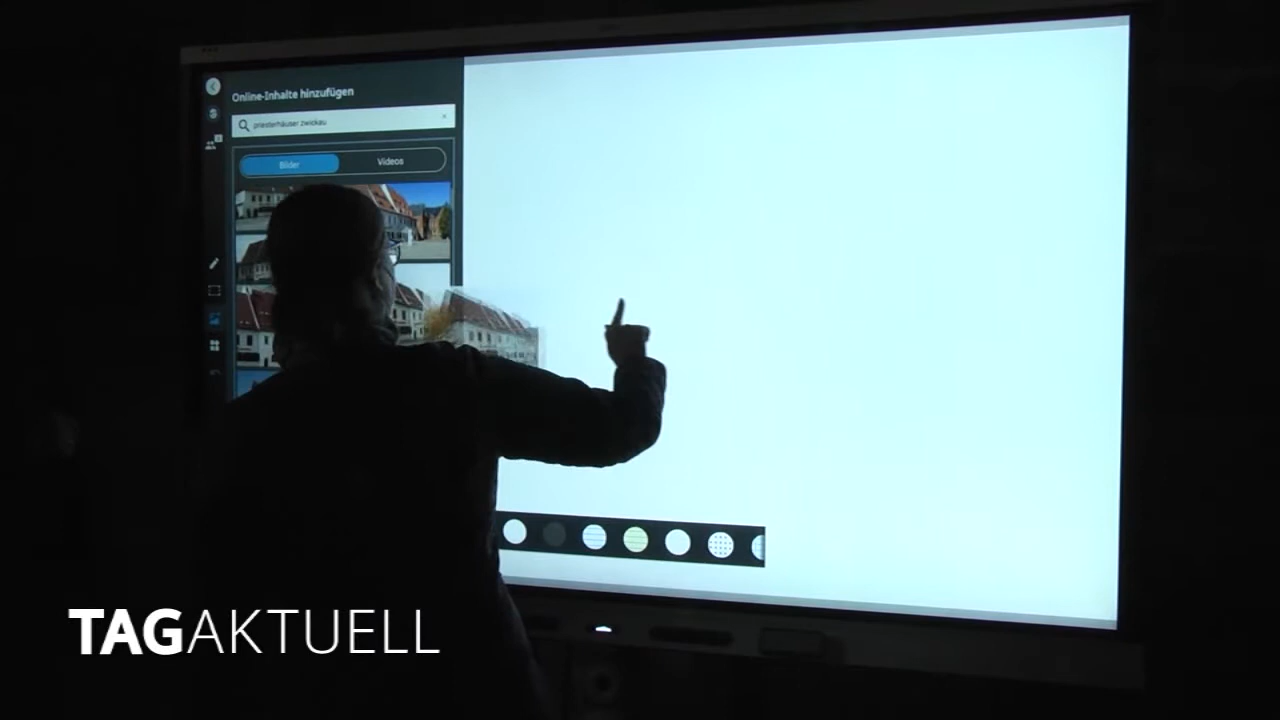 Online-Inhalte hinzufügen
priesterhäuser zwickau
Bilder
Videos
TAGAKTUELL